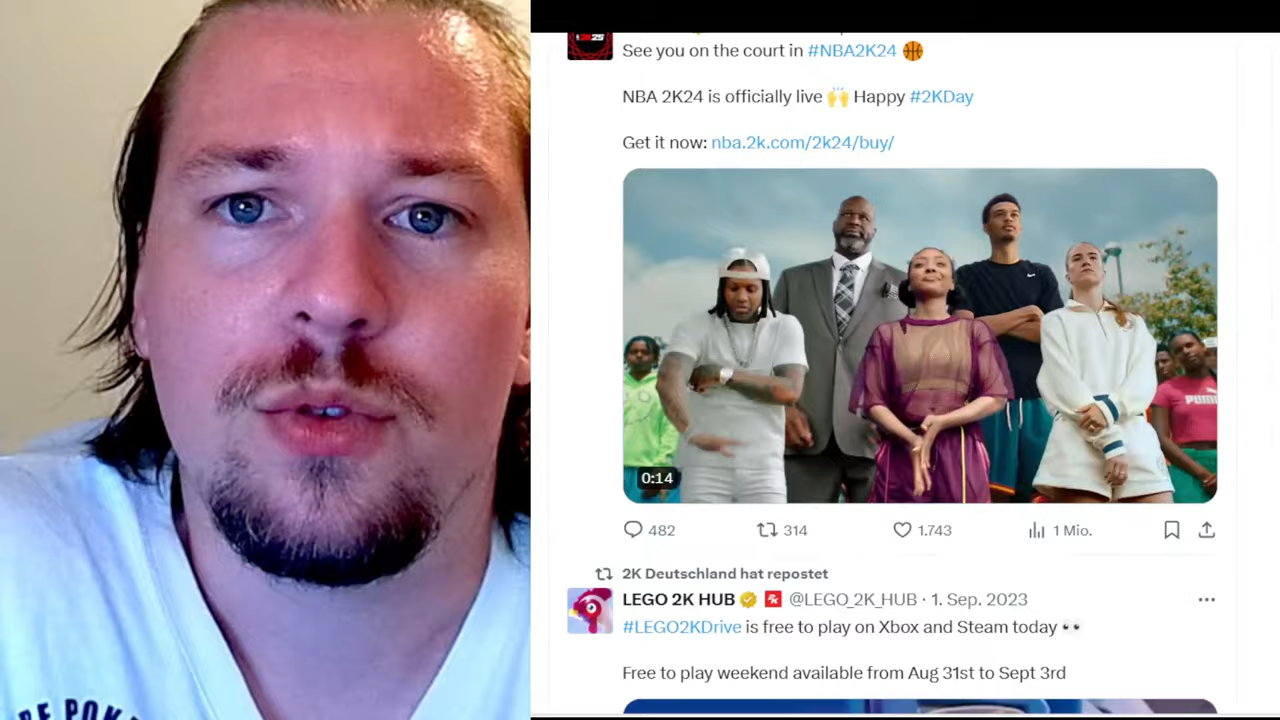 See you on the court in #NBA2K24 🏀
NBA 2K24 is officially live 🙌 Happy #2KDay
Get it now: nba.2k.com/2k24/buy/
PUMA
0:14
482 314 1.743 1 Mio.
2K Deutschland hat repostet
LEGO 2K HUB @LEGO_2K_HUB · 1. Sep. 2023
#LEGO2KDrive is free to play on Xbox and Steam today 👀
Free to play weekend available from Aug 31st to Sept 3rd